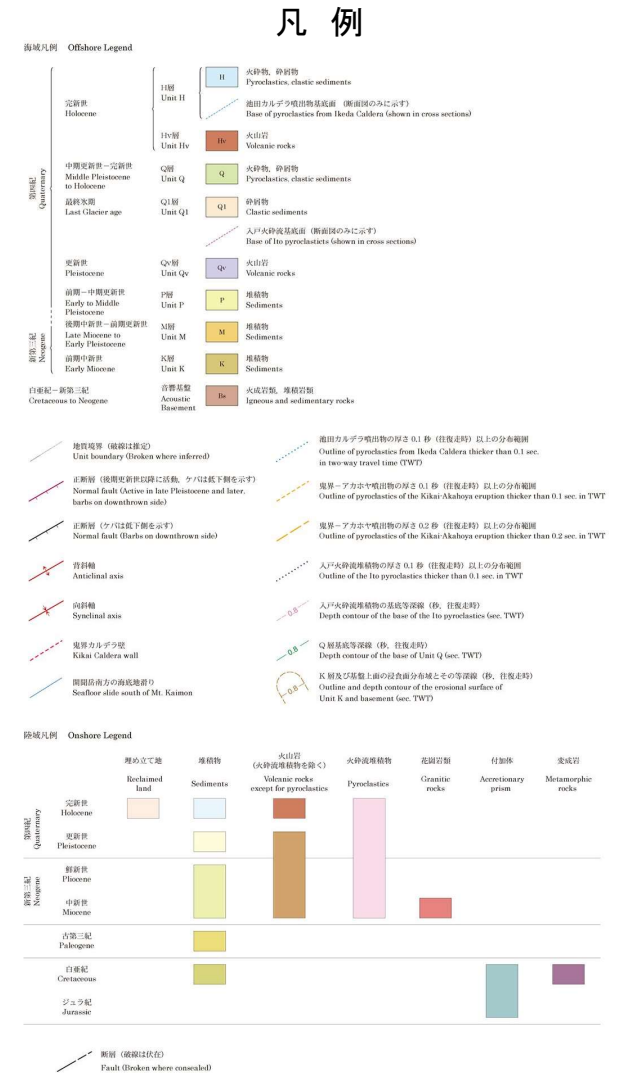 凡 例
海域凡例 Offshore Legend
第四紀
Quaternary
完新世
Holocene
H層
Unit H
H
火砕物，砕屑物
Pyroclastics, clastic sediments
池田カルデラ噴出物基底面 （断面図のみに示す）
Base of pyroclastics from Ikeda Caldera (shown in cross sections)
Hv層
Unit Hv
Hv
火山岩
Volcanic rocks
中期更新世－完新世
Middle Pleistocene
to Holocene
Q層
Unit Q
Q
火砕物，砕屑物
Pyroclastics, clastic sediments
最終氷期
Last Glacier age
Q1層
Unit Q1
Q1
砕屑物
Clastic sediments
入戸火砕流基底面（断面図のみに示す）
Base of Ito pyroclasticts (shown in cross sections)
更新世
Pleistocene
Qv層
Unit Qv
Qv
火山岩
Volcanic rocks
前期－中期更新世
Early to Middle
Pleistocene
P層
Unit P
P
堆積物
Sediments
新第三紀
Neogene
後期中新世－前期更新世
Late Miocene to
Early Pleistocene
M層
Unit M
M
堆積物
Sediments
前期中新世
Early Miocene
K層
Unit K
K
堆積物
Sediments
白亜紀－新第三紀
Cretaceous to Neogene
音響基盤
Acoustic
Basement
Bs
火成岩類，堆積岩類
Igneous and sedimentary rocks
地質境界（破線は推定）
Unit boundary (Broken where inferred)
正断層（後期更新世以降に活動，ケバは低下側を示す）
Normal fault (Active in late Pleistocene and later,
barbs on downthrown side)
正断層（ケバは低下側を示す）
Normal fault (Barbs on downthrown side)
背斜軸
Anticlinal axis
向斜軸
Synclinal axis
鬼界カルデラ壁
Kikai Caldera wall
開聞岳南方の海底地滑り
Seafloor slide south of Mt. Kaimon
池田カルデラ噴出物の厚さ 0.1 秒（往復走時）以上の分布範囲
Outline of pyroclastics from Ikeda Caldera thicker than 0.1 sec.
in two-way travel time (TWT)
鬼界－アカホヤ噴出物の厚さ 0.1 秒（往復走時）以上の分布範囲
Outline of pyroclastics of the Kikai-Akahoya eruption thicker than 0.1 sec. in TWT
鬼界－アカホヤ噴出物の厚さ 0.2 秒（往復走時）以上の分布範囲
Outline of pyroclastics of the Kikai-Akahoya eruption thicker than 0.2 sec. in TWT
入戸火砕流堆積物の厚さ 0.1 秒（往復走時）以上の分布範囲
Outline of the Ito pyroclastics thicker than 0.1 sec. in TWT
0.8
入戸火砕流堆積物の基底等深線（秒，往復走時）
Depth contour of the base of the Ito pyroclastics (sec. TWT)
0.8
Q 層基底等深線（秒，往復走時）
Depth contour of the base of Unit Q (sec. TWT)
0.8
K 層及び基盤上面の浸食面分布域とその等深線（秒，往復走時）
Outline and depth contour of the erosional surface of
Unit K and basement (sec. TWT)
陸域凡例 Onshore Legend
埋め立て地
Reclaimed
land
堆積物
Sediments
火山岩
（火砕流堆積物を除く）
Volcanic rocks
except for pyroclastics
火砕流堆積物
Pyroclastics
花崗岩類
Granitic
rocks
付加体
Accretionary
prism
変成岩
Metamorphic
rocks
第四紀
Quaternary
完新世
Holocene
更新世
Pleistocene
新第三紀
Neogene
鮮新世
Pliocene
中新世
Miocene
古第三紀
Paleogene
白亜紀
Cretaceous
ジュラ紀
Jurassic
断層（破線は伏在）
Fault (Broken where consealed)